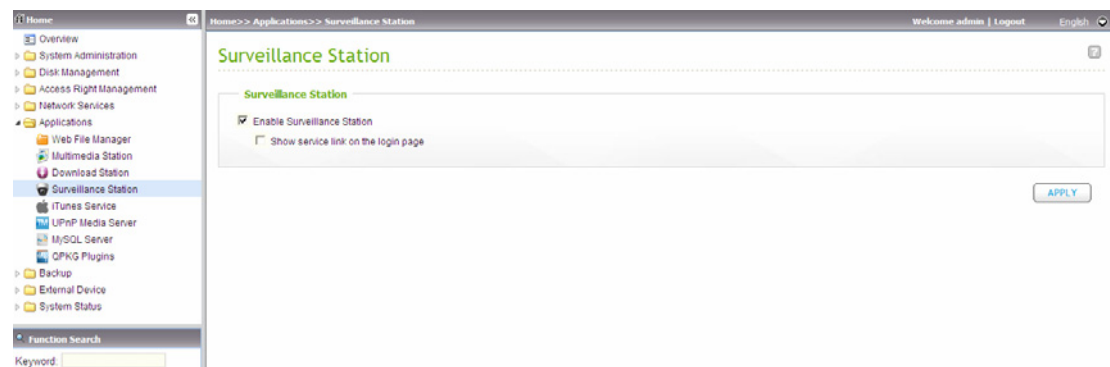 Home
Home>> Applications>> Surveillance Station
Welcome admin | Logout
English
Overview
System Administration
Disk Management
Access Right Management
Network Services
Applications
Web File Manager
Multimedia Station
Download Station
Surveillance Station
iTunes Service
UPnP Media Server
MySQL Server
QPKG Plugins
Backup
External Device
System Status
Function Search
Keyword:
Surveillance Station
?
Surveillance Station
Enable Surveillance Station
Show service link on the login page
APPLY